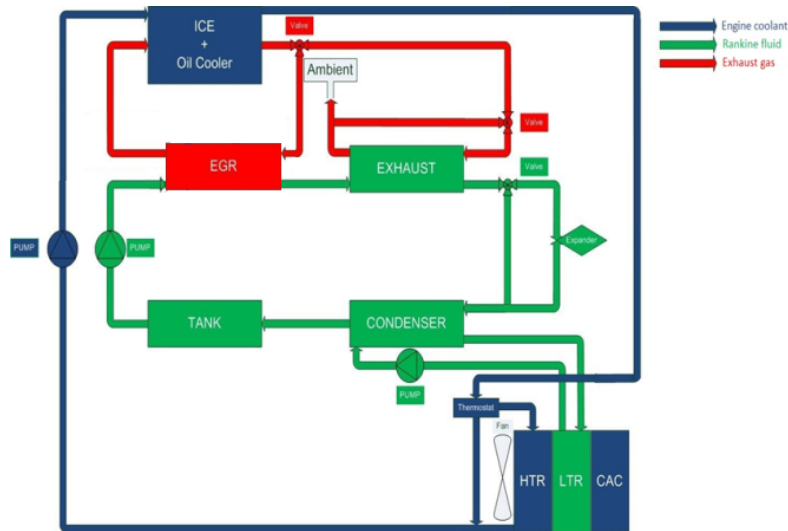 ICE
+
Oil Cooler
Valve
Engine coolant
Rankine fluid
Exhaust gas
Ambient
Valve
EGR
EXHAUST
Valve
PUMP
PUMP
Expander
TANK
CONDENSER
PUMP
Thermostat
Fan
HTR
LTR
CAC